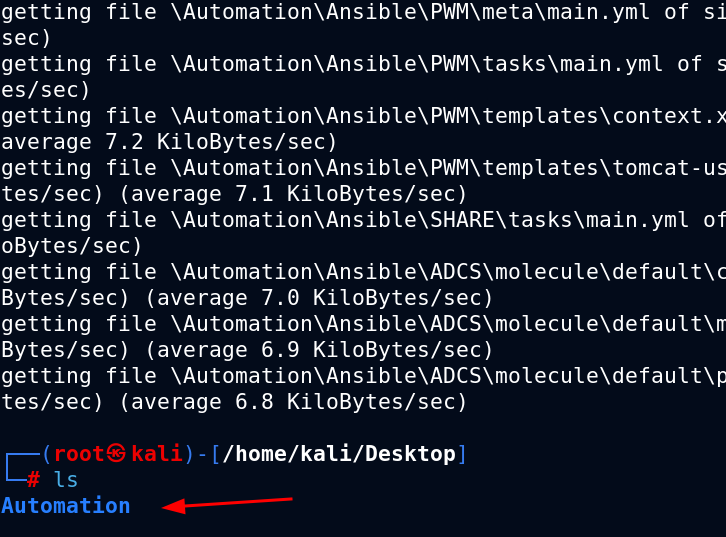 getting file \Automation\Ansible\PWM\meta\main.yml of si
sec)
getting file \Automation\Ansible\PWM\tasks\main.yml of s
es/sec)
getting file \Automation\Ansible\PWM\templates\context.x
average 7.2 KiloBytes/sec)
getting file \Automation\Ansible\PWM\templates\tomcat-us
tes/sec) (average 7.1 KiloBytes/sec)
getting file \Automation\Ansible\SHARE\tasks\main.yml of
oBytes/sec)
getting file \Automation\Ansible\ADCS\molecule\default\c
Bytes/sec) (average 7.0 KiloBytes/sec)
getting file \Automation\Ansible\ADCS\molecule\default\m
Bytes/sec) (average 6.9 KiloBytes/sec)
getting file \Automation\Ansible\ADCS\molecule\default\p
tes/sec) (average 6.8 KiloBytes/sec)
┌──(root㉿kali)-[/home/kali/Desktop]
└─# ls
Automation